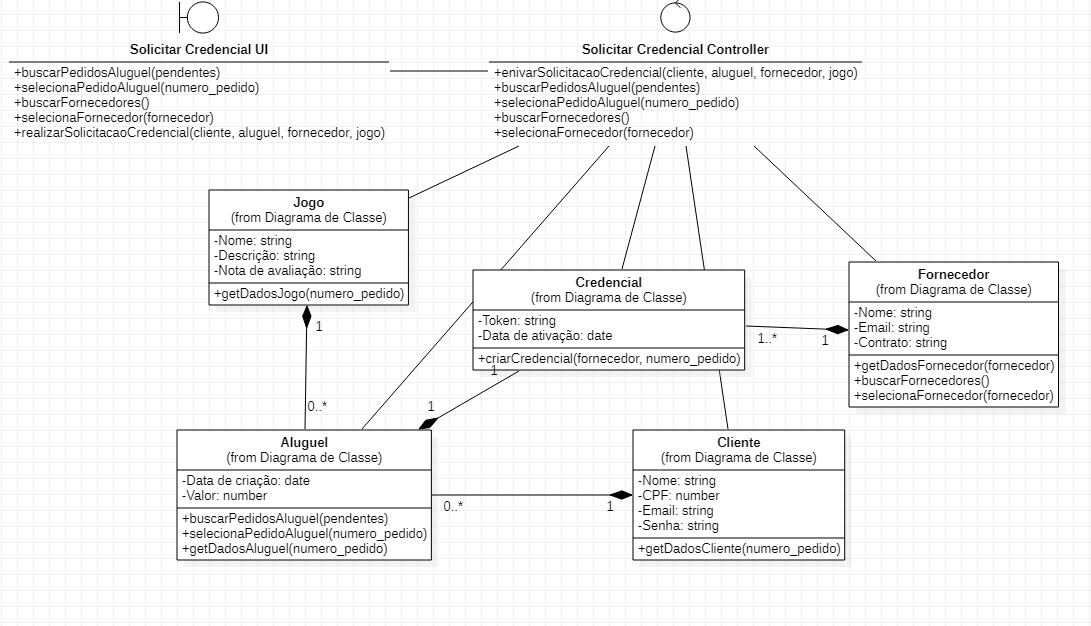 Solicitar Credencial UI
+buscarPedidosAluguel(pendentes)
+selecionaPedidoAluguel(numero_pedido)
+buscarFornecedores()
+selecionaFornecedor(fornecedor)
+realizarSolicitacaoCredencial(cliente, aluguel, fornecedor, jogo)
Solicitar Credencial Controller
+enivarSolicitacaoCredencial(cliente, aluguel, fornecedor, jogo)
+buscarPedidosAluguel(pendentes)
+selecionaPedidoAluguel(numero_pedido)
+buscarFornecedores()
+selecionaFornecedor(fornecedor)
Jogo
(from Diagrama de Classe)
-Nome: string
-Descrição: string
-Nota de avaliação: string
+getDadosJogo(numero_pedido)
1
0..*
Credencial
(from Diagrama de Classe)
-Token: string
-Data de ativação: date
+criarCredencial(fornecedor, numero_pedido)
1
1
1..*
1
Fornecedor
(from Diagrama de Classe)
-Nome: string
-Email: string
-Contrato: string
+getDadosFornecedor(fornecedor)
+buscarFornecedores()
+selecionaFornecedor(fornecedor)
Aluguel
(from Diagrama de Classe)
-Data de criação: date
-Valor: number
+buscarPedidosAluguel(pendentes)
+selecionaPedidoAluguel(numero_pedido)
+getDadosAluguel(numero_pedido)
0..*
1
Cliente
(from Diagrama de Classe)
-Nome: string
-CPF: number
-Email: string
-Senha: string
+getDadosCliente(numero_pedido)